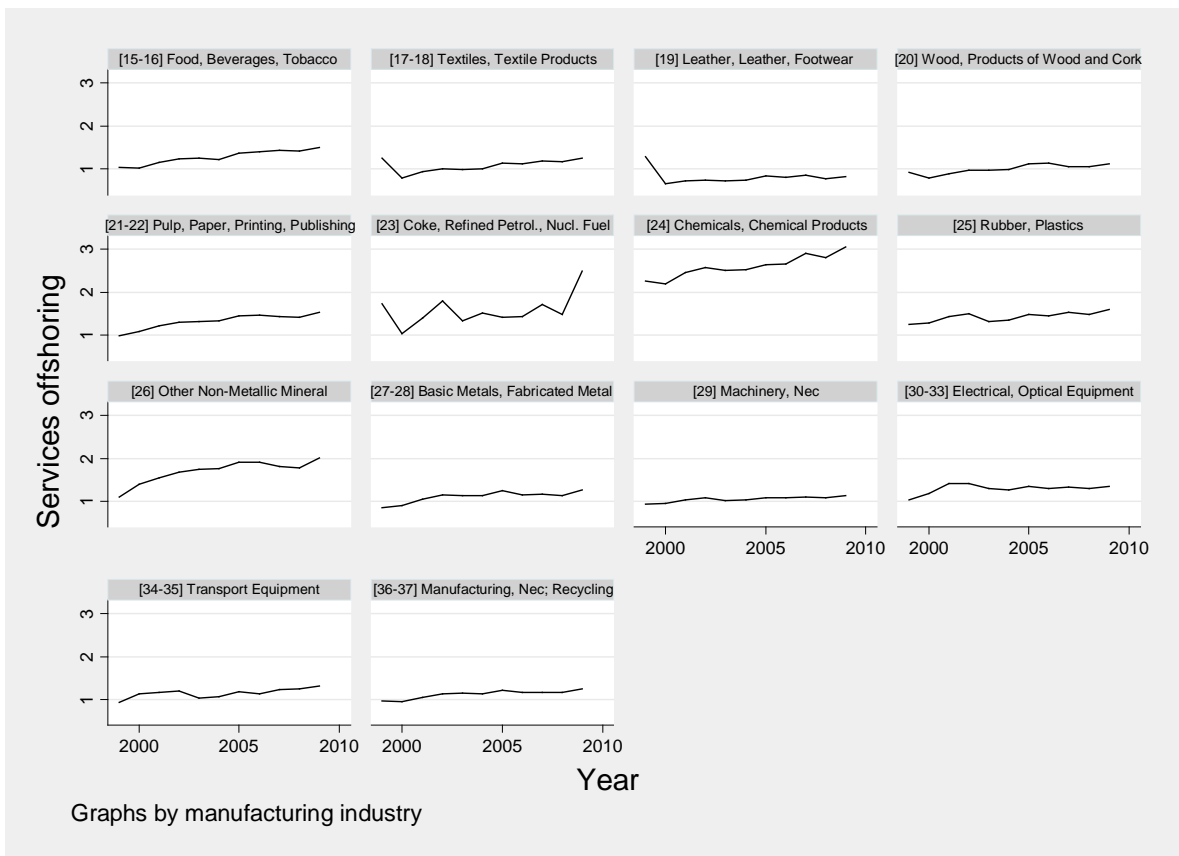 [15-16] Food, Beverages, Tobacco
[17-18] Textiles, Textile Products
[19] Leather, Leather, Footwear
[20] Wood, Products of Wood and Cork
3
2
1
[21-22] Pulp, Paper, Printing, Publishing
[23] Coke, Refined Petrol., Nucl. Fuel
[24] Chemicals, Chemical Products
[25] Rubber, Plastics
3
2
1
Services offshoring
[26] Other Non-Metallic Mineral
[27-28] Basic Metals, Fabricated Metal
[29] Machinery, Nec
[30-33] Electrical, Optical Equipment
3
2
1
2000 2005 2010
2000 2005 2010
[34-35] Transport Equipment
[36-37] Manufacturing, Nec; Recycling
3
2
1
2000 2005 2010
2000 2005 2010
Year
Graphs by manufacturing industry